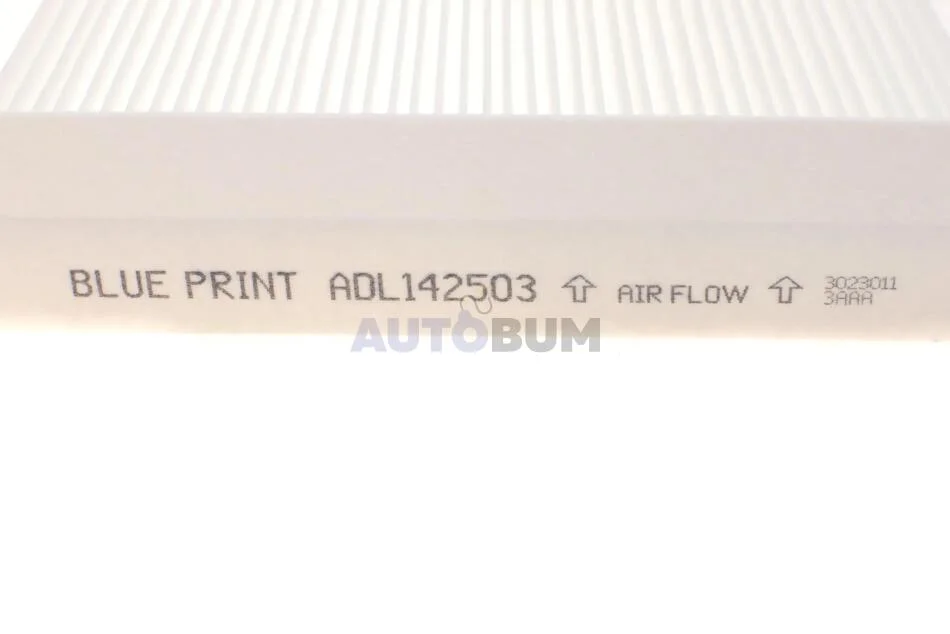 BLUE PRINT ADL142503 ⇧ AIR FLOW ⇧ 3023011
3AAA
AUTOBUM